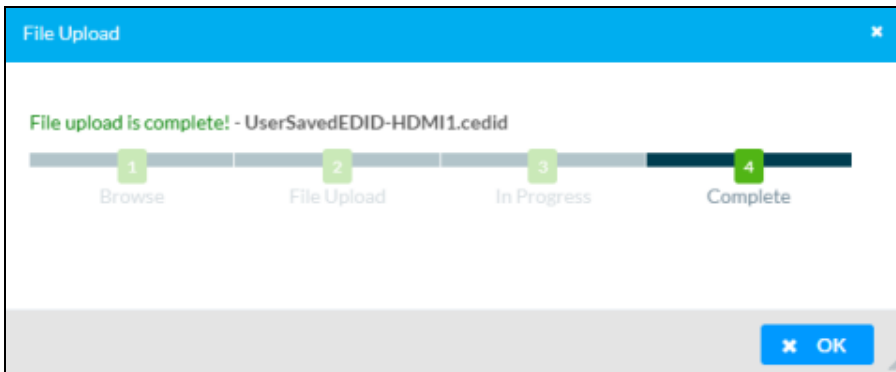 File Upload
File upload is complete! - UserSavedEDID-HDMI1.cedid
1 2 3 4
Browse File Upload In Progress Complete
OK